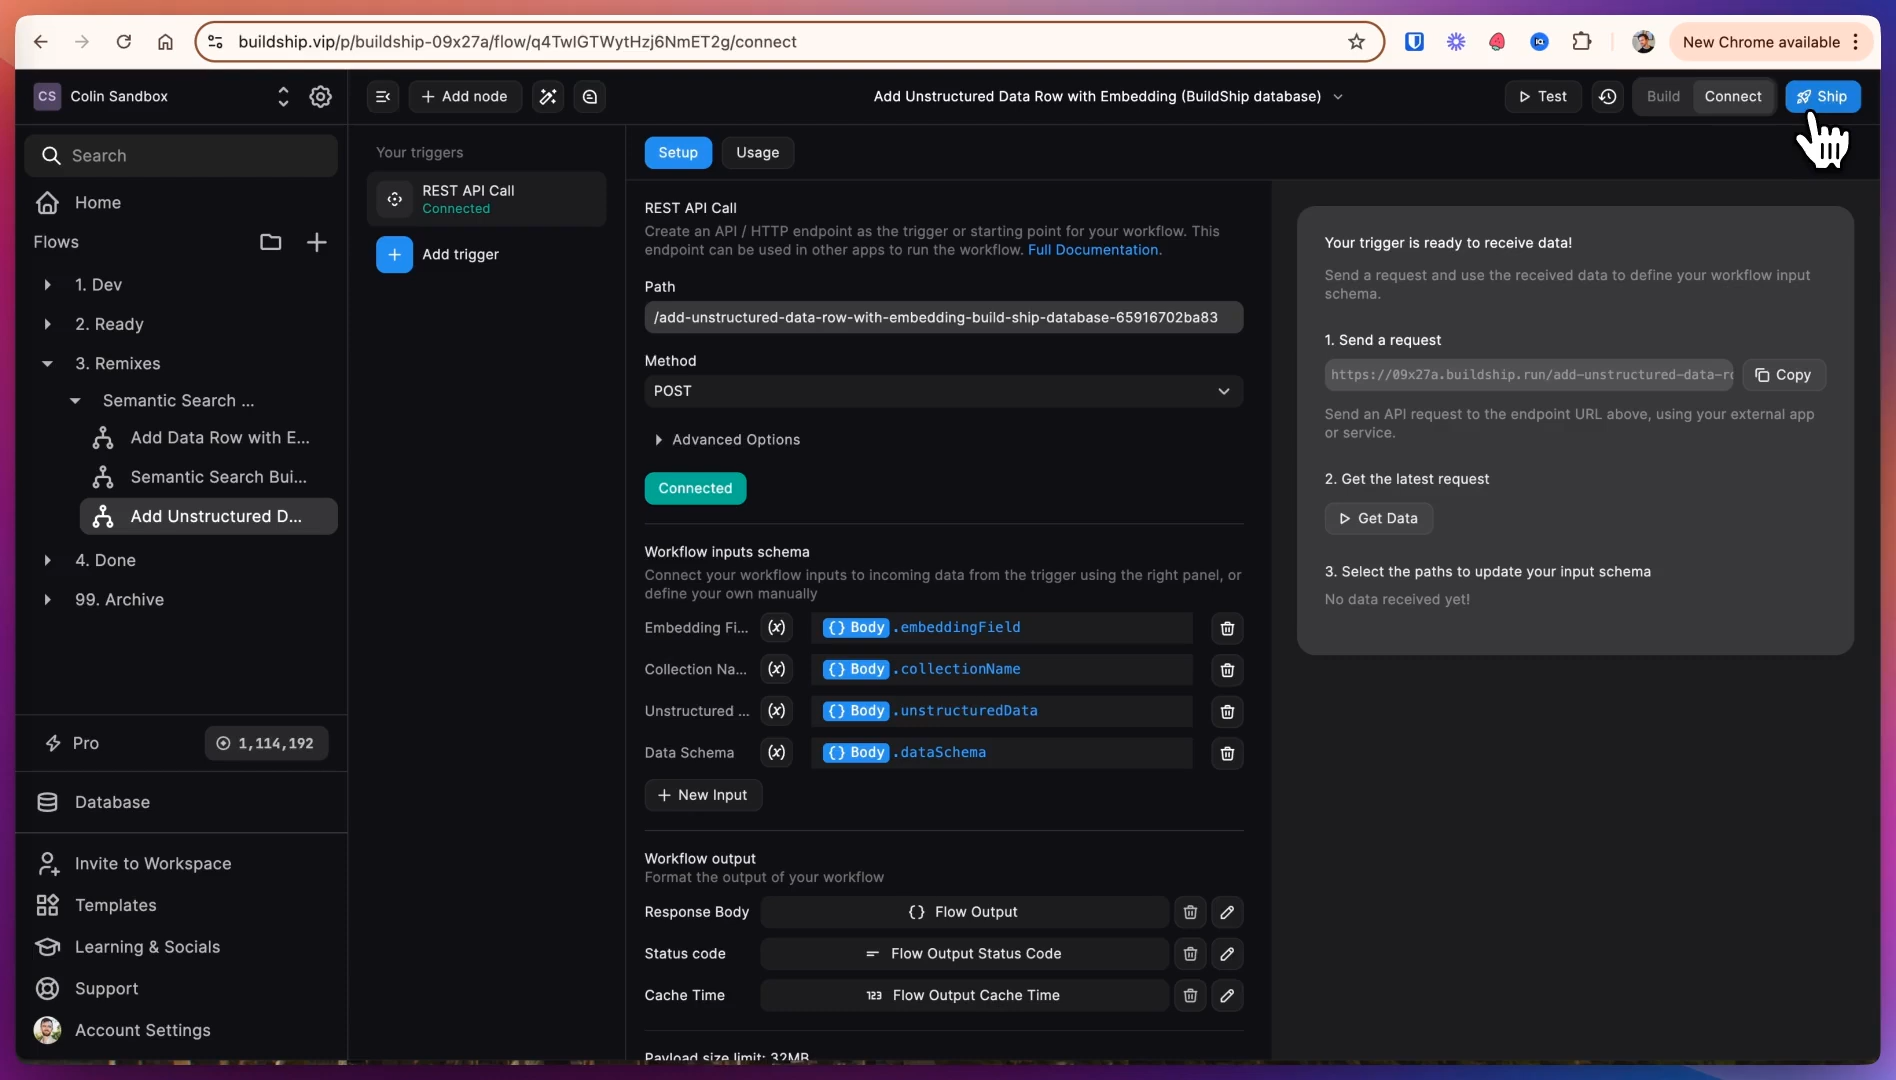 buildship.vip/p/buildship-09x27a/flow/q4TwlGTWytHzj6NmET2g/connect
New Chrome available
CS Colin Sandbox
Add node
Add Unstructured Data Row with Embedding (BuildShip database)
Test
Build
Connect
Ship
Search
Home
Flows
1. Dev
2. Ready
3. Remixes
Semantic Search ...
Add Data Row with E...
Semantic Search Bui...
Add Unstructured D...
4. Done
99. Archive
Pro
1,114,192
Database
Invite to Workspace
Templates
Learning & Socials
Support
Account Settings
Your triggers
REST API Call
Connected
Add trigger
Setup
Usage
REST API Call
Create an API / HTTP endpoint as the trigger or starting point for your workflow. This
endpoint can be used in other apps to run the workflow. Full Documentation.
Path
/add-unstructured-data-row-with-embedding-build-ship-database-65916702ba83
Method
POST
Advanced Options
Connected
Workflow inputs schema
Connect your workflow inputs to incoming data from the trigger using the right panel, or
define your own manually
Embedding Fi... (x) {} Body .embeddingField
Collection Na... (x) {} Body .collectionName
Unstructured ... (x) {} Body .unstructuredData
Data Schema (x) {} Body .dataSchema
+ New Input
Workflow output
Format the output of your workflow
Response Body {} Flow Output
Status code Flow Output Status Code
Cache Time 123 Flow Output Cache Time
Payload size limit: 32MB
Your trigger is ready to receive data!
Send a request and use the received data to define your workflow input
schema.
1. Send a request
https://09x27a.buildship.run/add-unstructured-data-ro
Copy
Send an API request to the endpoint URL above, using your external app
or service.
2. Get the latest request
Get Data
3. Select the paths to update your input schema
No data received yet!